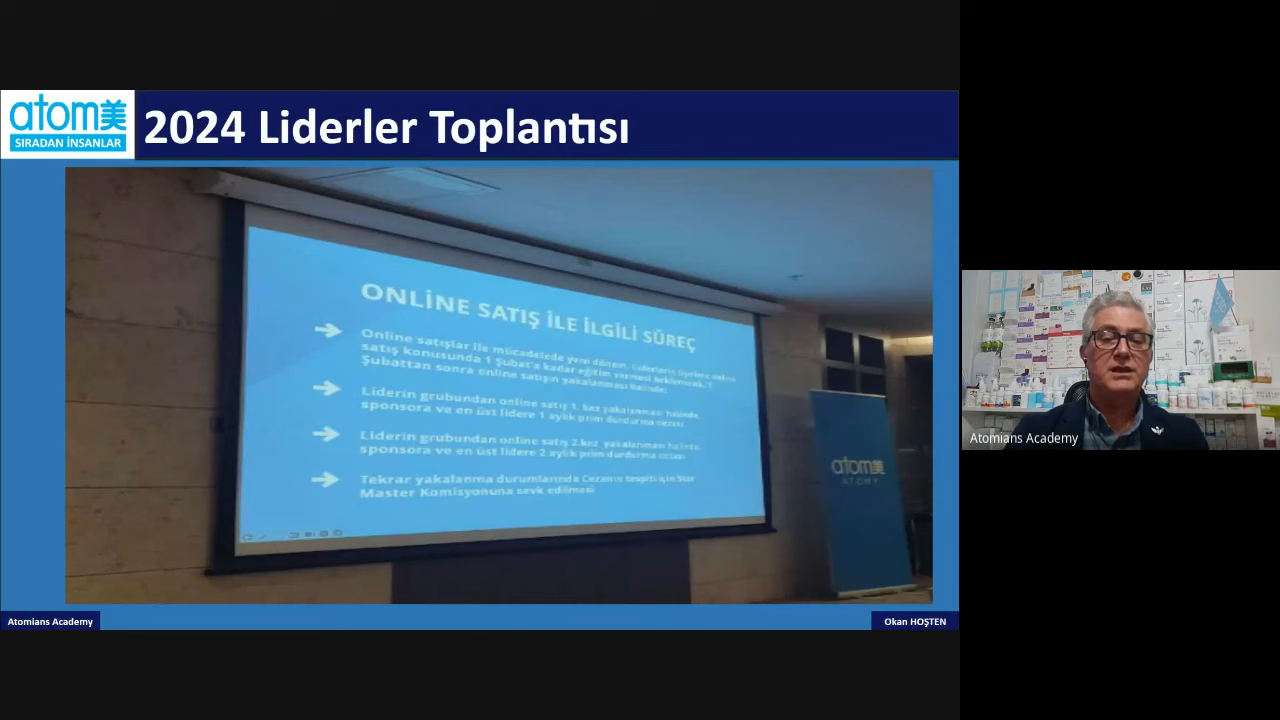 atom美
SIRADAN İNSANLAR
2024 Liderler Toplantısı
ONLİNE SATIŞ İLE İLGİLİ SÜREÇ
Online satışlar ile mücadelede yeni dönem. Liderlerin üyelere online
satış konusunda 1 Şubat'a kadar eğitim vermesi beklenecek. 1
Şubattan sonra online satışın yakalanması halinde;
Liderin grubundan online satış 1. kez yakalanması halinde,
sponsora ve en üst lidere 1 aylık prim durdurma cezası
Liderin grubundan online satış 2.kez yakalanması halinde,
sponsora ve en üst lidere 2 aylık prim durdurma cezası
Tekrar yakalanma durumlarında Cezanın tespiti için Star
Master Komisyonuna sevk edilmesi
atom美
ATOMY
Atomians Academy
Okan HOŞTEN
Atomians Academy